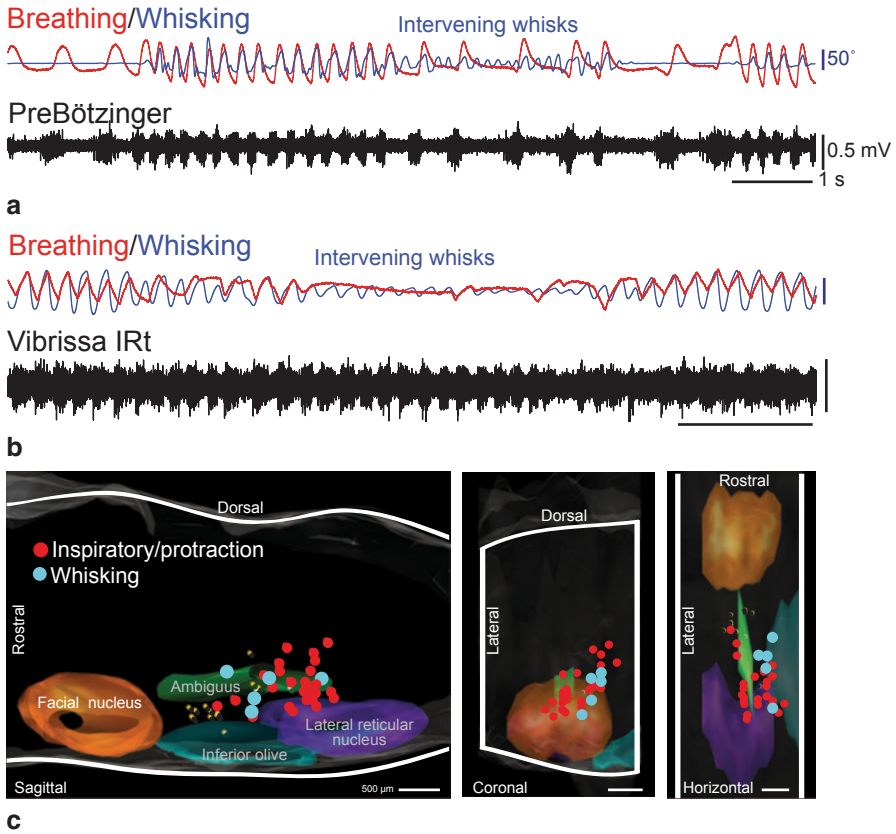 Breathing/Whisking
Intervening whisks
50°
PreBötzinger
0.5 mV
1 s
a
Breathing/Whisking
Intervening whisks
Vibrissa IRt
b
Dorsal
Inspiratory/protraction
Whisking
Rostral
Ambiguus
Facial nucleus
Lateral reticular
nucleus
Inferior olive
Sagittal
500 µm
Dorsal
Lateral
Coronal
Rostral
Lateral
Horizontal
c